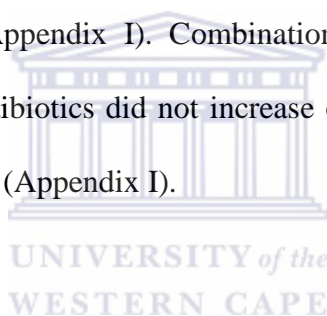 Appendix I). Combination
ibiotics did not increase
(Appendix I).
UNIVERSITY of the
WESTERN CAPE